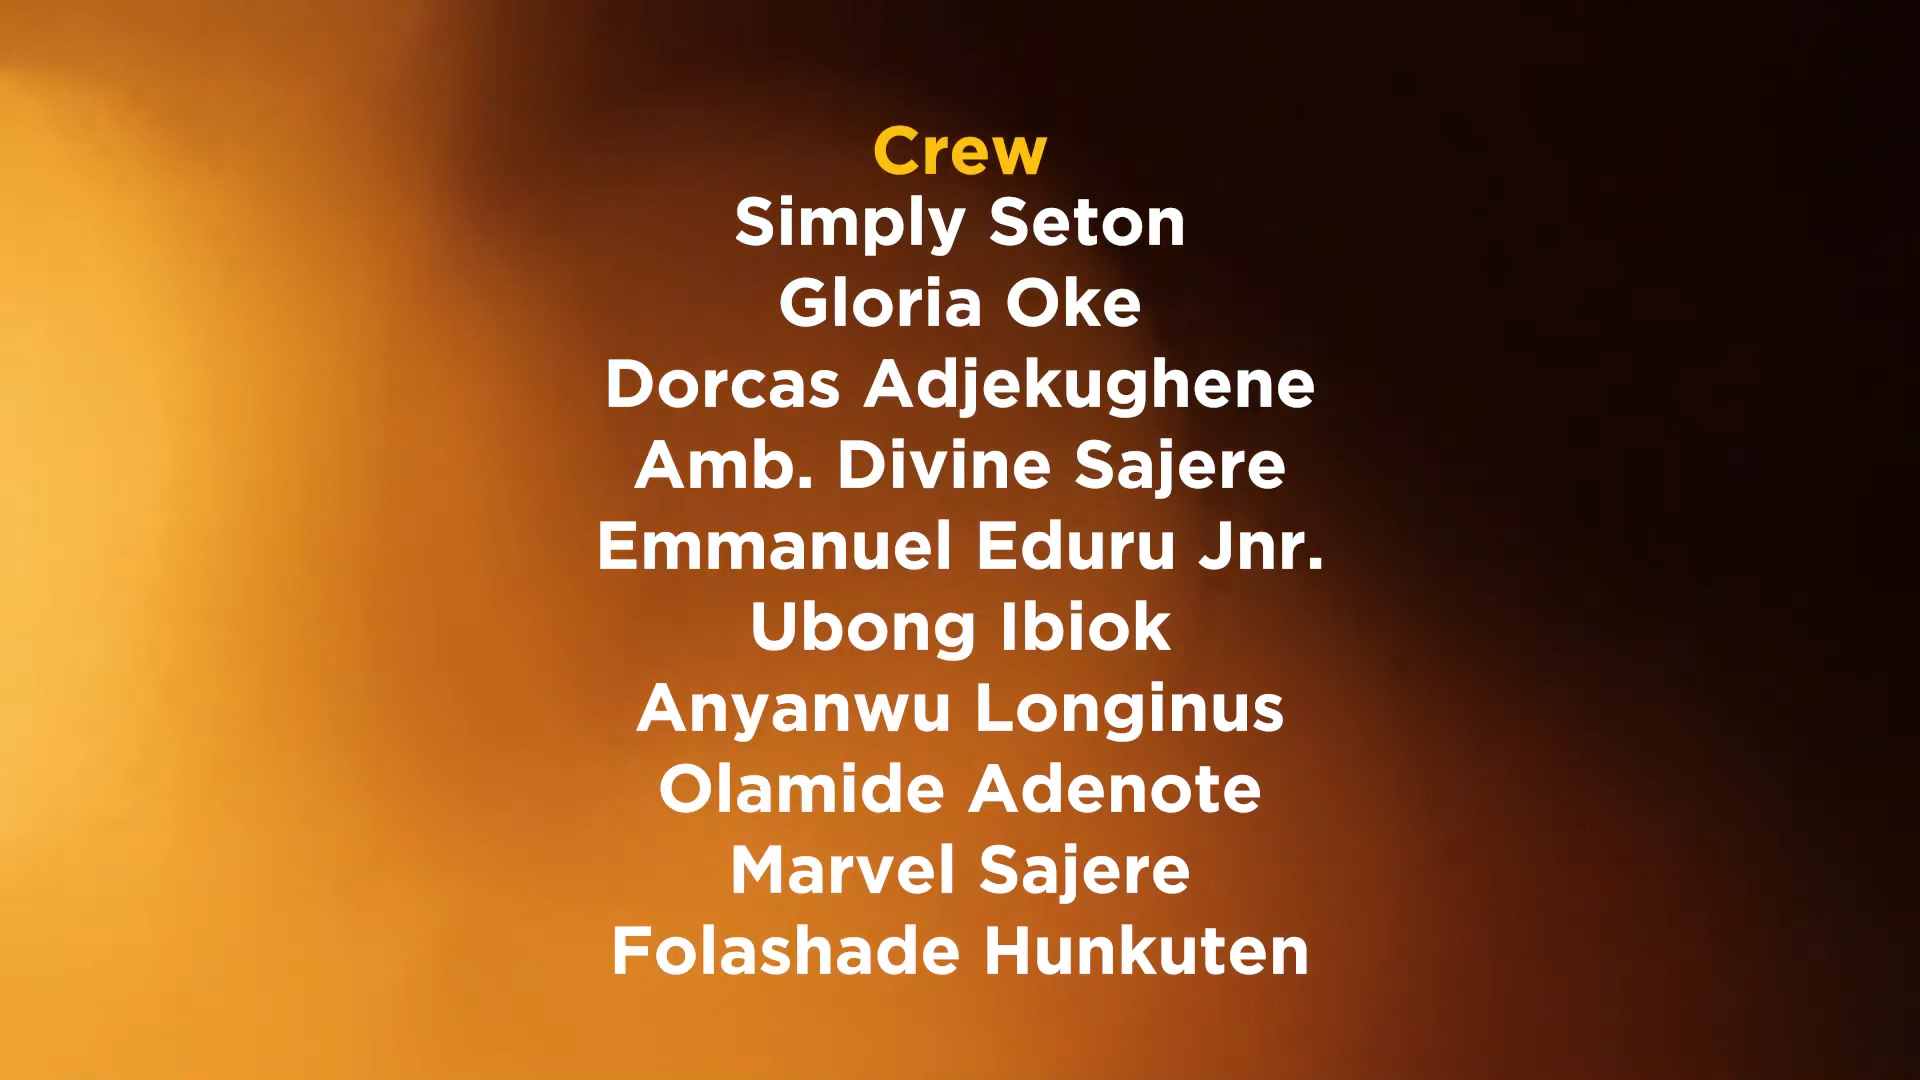 Crew
Simply Seton
Gloria Oke
Dorcas Adjekughene
Amb. Divine Sajere
Emmanuel Eduru Jnr.
Ubong Ibiok
Anyanwu Longinus
Olamide Adenote
Marvel Sajere
Folashade Hunkuten